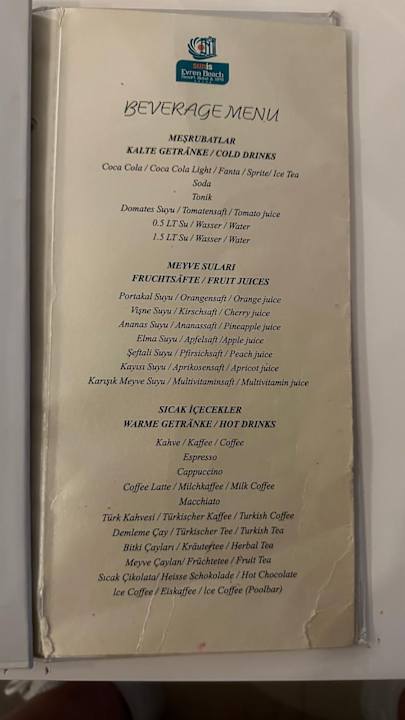 sunis
Evren Beach
Resort Hotel & SPA
BEVERAGE MENU
MEŞRUBATLAR
KALTE GETRÄNKE / COLD DRINKS
Coca Cola / Coca Cola Light / Fanta / Sprite/ Ice Tea
Soda
Tonik
Domates Suyu / Tomatensaft / Tomato juice
0.5 LT Su / Wasser / Water
1.5 LT Su / Wasser / Water
MEYVE SULARI
FRUCHTSÄFTE / FRUIT JUICES
Portakal Suyu / Orangensaft / Orange juice
Vişne Suyu / Kirschsaft / Cherry juice
Ananas Suyu / Ananassaft / Pineapple juice
Elma Suyu / Apfelsaft /Apple juice
Şeftali Suyu / Pfirsichsaft / Peach juice
Kayısı Suyu / Aprikosensaft / Apricot juice
Karışık Meyve Suyu / Multivitaminsaft / Multivitamin juice
SICAK İÇECEKLER
WARME GETRÄNKE / HOT DRINKS
Kahve / Kaffee / Coffee
Espresso
Cappuccino
Coffee Latte / Milchkaffee / Milk Coffee
Macchiato
Türk Kahvesi / Türkischer Kaffee / Turkish Coffee
Demleme Çay / Türkischer Tee / Turkish Tea
Bitki Çayları / Kräutertee / Herbal Tea
Meyve Çayları/ Früchtetee / Fruit Tea
Sıcak Çikolata/ Heisse Schokolade / Hot Chocolate
Ice Coffee / Eiskaffee / Ice Coffee (Poolbar)